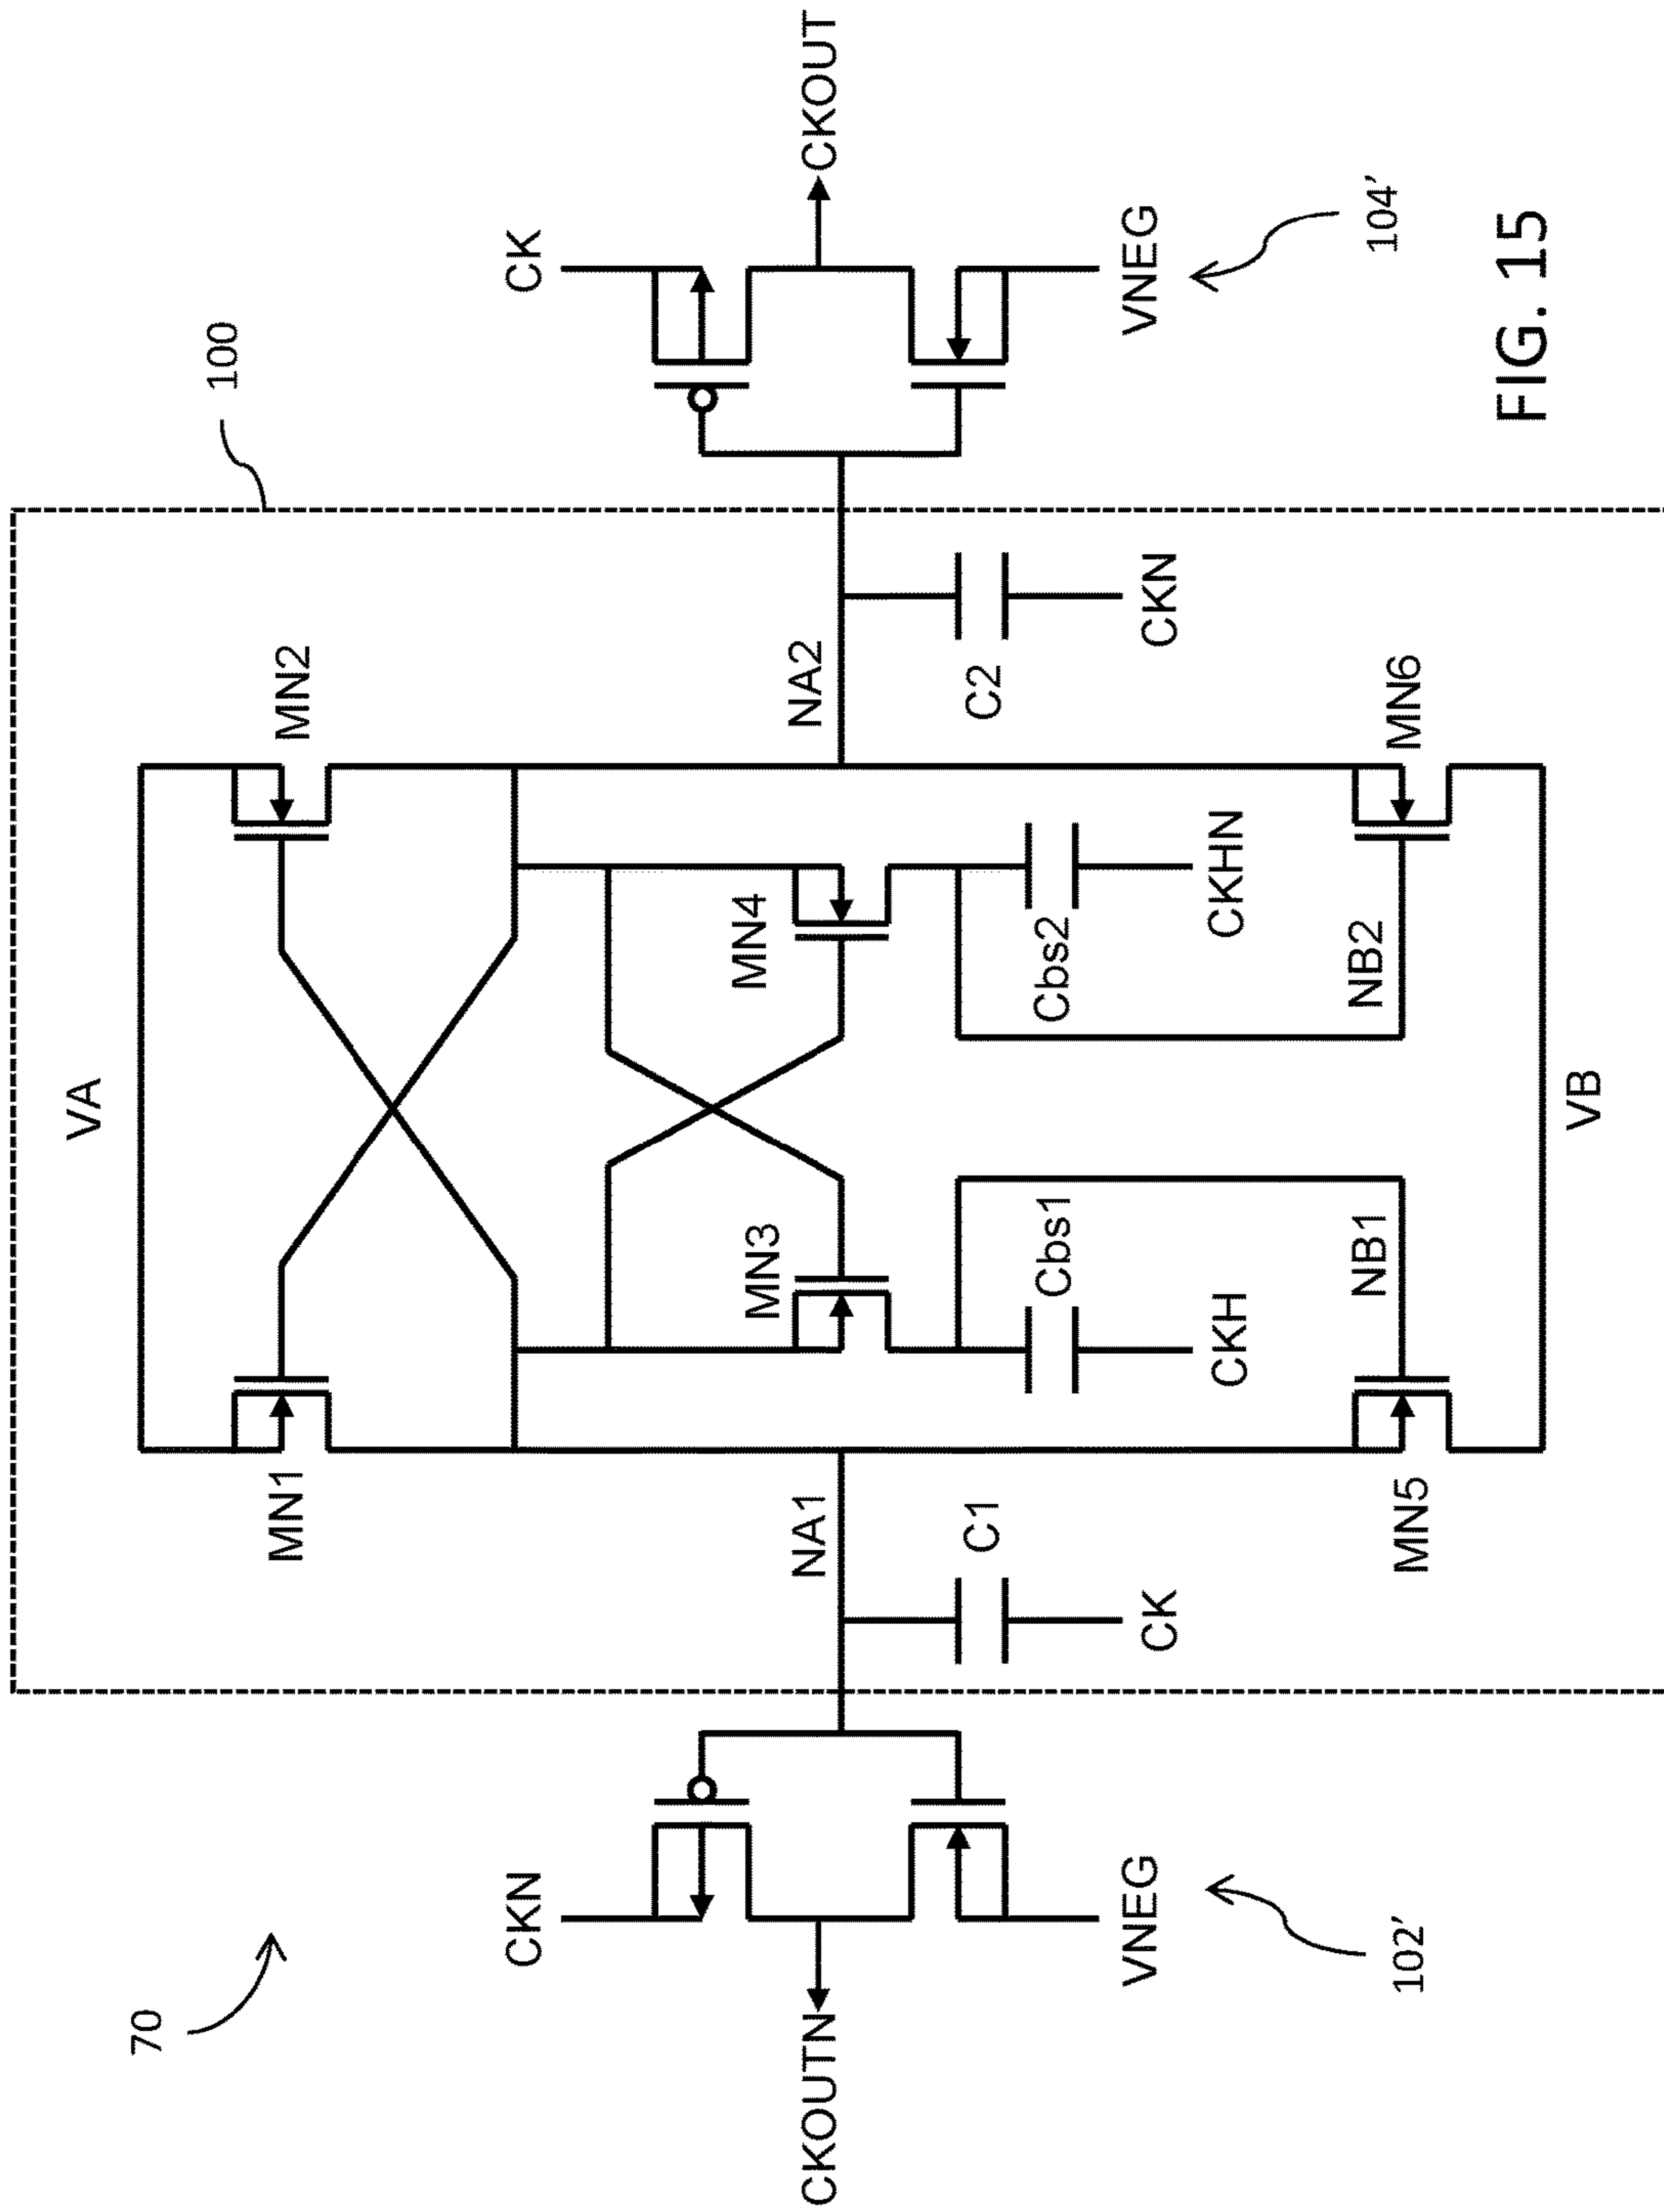 70
100
VA
MN1
MN2
CKN
CK
MN3
MN4
CKOUTN
NA1
NA2
CKOUT
C1
C2
Cbs1
Cbs2
VNEG
CK
CKH
CKHN
CKN
VNEG
102'
MN5
NB1
NB2
MN6
104'
VB
FIG. 15